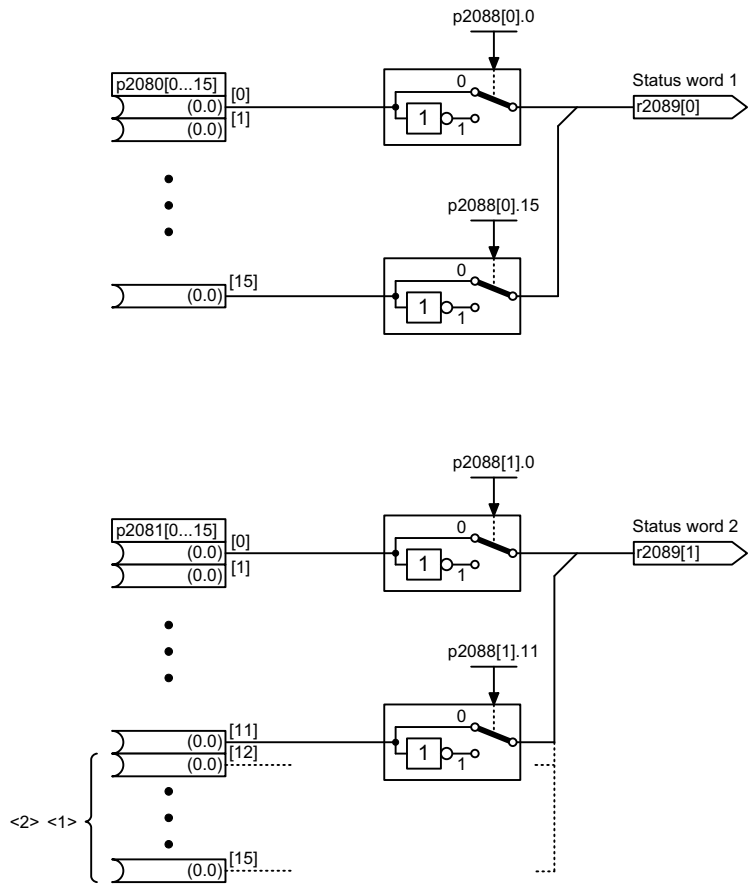 p2088[0].0
p2080[0...15]
(0.0) [0]
(0.0) [1]
0
1
1
Status word 1
r2089[0]
p2088[0].15
(0.0) [15]
0
1
1
p2088[1].0
p2081[0...15]
(0.0) [0]
(0.0) [1]
0
1
1
Status word 2
r2089[1]
p2088[1].11
(0.0) [11]
(0.0) [12]
0
1
1
<2> <1>
(0.0) [15]